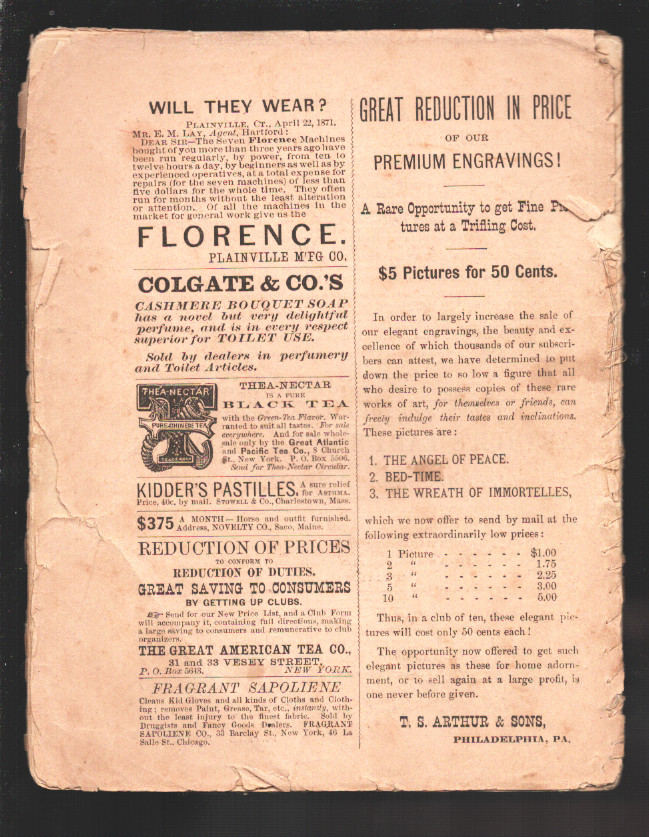 WILL THEY WEAR?
PLAINVILLE, CT., April 22, 1871.
MR. E. M. LAY, Agent, Hartford:
DEAR SIR—The Seven Florence Machines
bought of you more than three years ago have
been run regularly, by power, from ten to
twelve hours a day, by beginners as well as by
experienced operatives, at a total expense for
repairs (for the seven machines) of less than
five dollars for the whole time. They often
run for months without the least alteration
or attention. Of all the machines in the
market for general work give us the
FLORENCE.
PLAINVILLE M'F'G CO.
COLGATE & CO.'S
CASHMERE BOUQUET SOAP
has a novel but very delightful
perfume, and is in every respect
superior for TOILET USE.
Sold by dealers in perfumery
and Toilet Articles.
THEA-NECTAR
PURE CHINESE TEA
TRADE MARK
THEA-NECTAR
IS A PURE
BLACK TEA
with the Green-Tea Flavor. War-
ranted to suit all tastes. For sale
everywhere. And for sale whole-
sale only by the Great Atlantic
and Pacific Tea Co., 8 Church
St., New York. P. O. Box 5506.
Send for Thea-Nectar Circular.
KIDDER'S PASTILLES, A sure relief
for ASTHMA.
Price, 40c. by mail. STOWELL & Co., Charlestown, Mass.
$375 A MONTH—Horse and outfit furnished.
Address, NOVELTY CO., Saco, Maine.
REDUCTION OF PRICES
TO CONFORM TO
REDUCTION OF DUTIES.
GREAT SAVING TO CONSUMERS
BY GETTING UP CLUBS.
☞ Send for our New Price List, and a Club Form
will accompany it, containing full directions, making
a large saving to consumers and remunerative to club
organizers.
THE GREAT AMERICAN TEA CO.,
31 and 33 VESEY STREET,
P. O. Box 5643. NEW YORK.
FRAGRANT SAPOLIENE
Cleans Kid Gloves and all kinds of Cloths and Cloth-
ing; removes Paint, Grease, Tar, etc., instantly, with-
out the least injury to the finest fabric. Sold by
Druggists and Fancy Goods Dealers. FRAGRANT
SAPOLIENE CO., 33 Barclay St., New York, 46 La
Salle St., Chicago.
GREAT REDUCTION IN PRICE
OF OUR
PREMIUM ENGRAVINGS!
A Rare Opportunity to get Fine Pic-
tures at a Trifling Cost.
$5 Pictures for 50 Cents.
In order to largely increase the sale of
our elegant engravings, the beauty and ex-
cellence of which thousands of our subscri-
bers can attest, we have determined to put
down the price to so low a figure that all
who desire to possess copies of these rare
works of art, for themselves or friends, can
freely indulge their tastes and inclinations.
These pictures are:
1. THE ANGEL OF PEACE.
2. BED-TIME.
3. THE WREATH OF IMMORTELLES,
which we now offer to send by mail at the
following extraordinarily low prices:
1 Picture - - - - - - $1.00
2 " - - - - - - 1.75
3 " - - - - - - 2.25
5 " - - - - - - 3.00
10 " - - - - - - 5.00
Thus, in a club of ten, these elegant pic-
tures will cost only 50 cents each!
The opportunity now offered to get such
elegant pictures as these for home adorn-
ment, or to sell again at a large profit, is
one never before given.
T. S. ARTHUR & SONS,
PHILADELPHIA, PA.